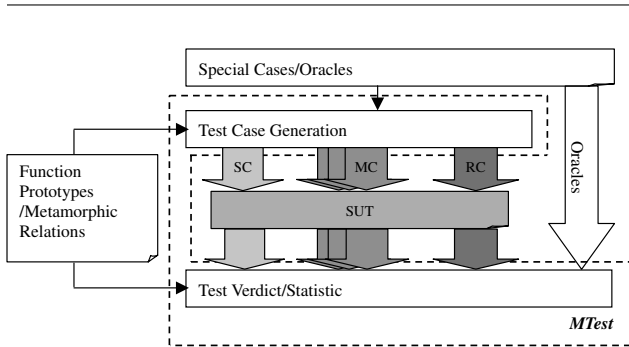 Special Cases/Oracles
Test Case Generation
SC
MC
RC
Oracles
Function
Prototypes
/Metamorphic
Relations
SUT
Test Verdict/Statistic
MTest